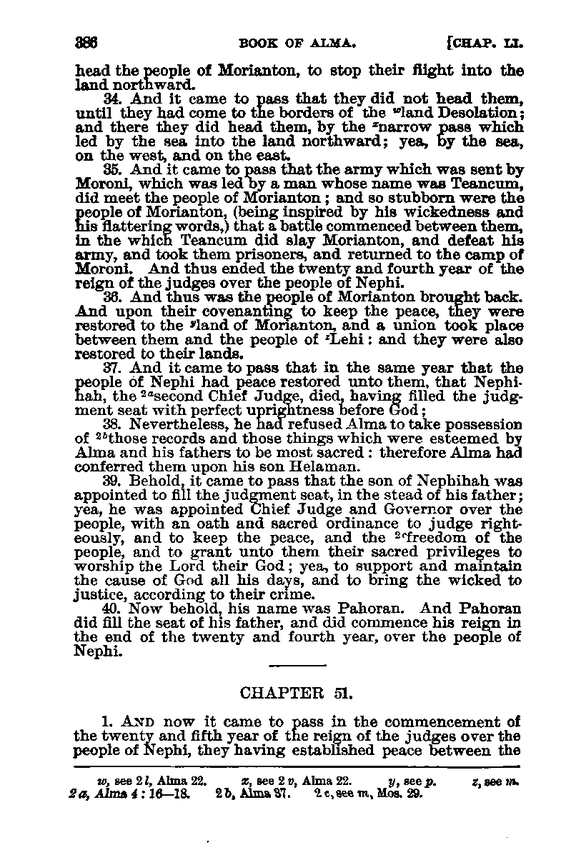 386 BOOK OF ALMA. [CHAP. LI.
head the people of Morianton, to stop their flight into the
land northward.
34. And it came to pass that they did not head them,
until they had come to the borders of the ʷland Desolation;
and there they did head them, by the ˣnarrow pass which
led by the sea into the land northward; yea, by the sea,
on the west, and on the east.
35. And it came to pass that the army which was sent by
Moroni, which was led by a man whose name was Teancum,
did meet the people of Morianton; and so stubborn were the
people of Morianton, (being inspired by his wickedness and
his flattering words,) that a battle commenced between them,
in the which Teancum did slay Morianton, and defeat his
army, and took them prisoners, and returned to the camp of
Moroni. And thus ended the twenty and fourth year of the
reign of the judges over the people of Nephi.
36. And thus was the people of Morianton brought back.
And upon their covenanting to keep the peace, they were
restored to the ʸland of Morianton, and a union took place
between them and the people of ᶻLehi: and they were also
restored to their lands.
37. And it came to pass that in the same year that the
people of Nephi had peace restored unto them, that Nephi-
hah, the ²ᵃsecond Chief Judge, died, having filled the judg-
ment seat with perfect uprightness before God;
38. Nevertheless, he had refused Alma to take possession
of ²ᵇthose records and those things which were esteemed by
Alma and his fathers to be most sacred: therefore Alma had
conferred them upon his son Helaman.
39. Behold, it came to pass that the son of Nephihah was
appointed to fill the judgment seat, in the stead of his father;
yea, he was appointed Chief Judge and Governor over the
people, with an oath and sacred ordinance to judge right-
eously, and to keep the peace, and the ²ᶜfreedom of the
people, and to grant unto them their sacred privileges to
worship the Lord their God; yea, to support and maintain
the cause of God all his days, and to bring the wicked to
justice, according to their crime.
40. Now behold, his name was Pahoran. And Pahoran
did fill the seat of his father, and did commence his reign in
the end of the twenty and fourth year, over the people of
Nephi.
CHAPTER 51.
1. AND now it came to pass in the commencement of
the twenty and fifth year of the reign of the judges over the
people of Nephi, they having established peace between the
w, see 2 l, Alma 22. x, see 2 v, Alma 22. y, see p. z, see m.
2 a, Alma 4: 16—18. 2 b, Alma 37. 2 c, see m, Mos. 29.